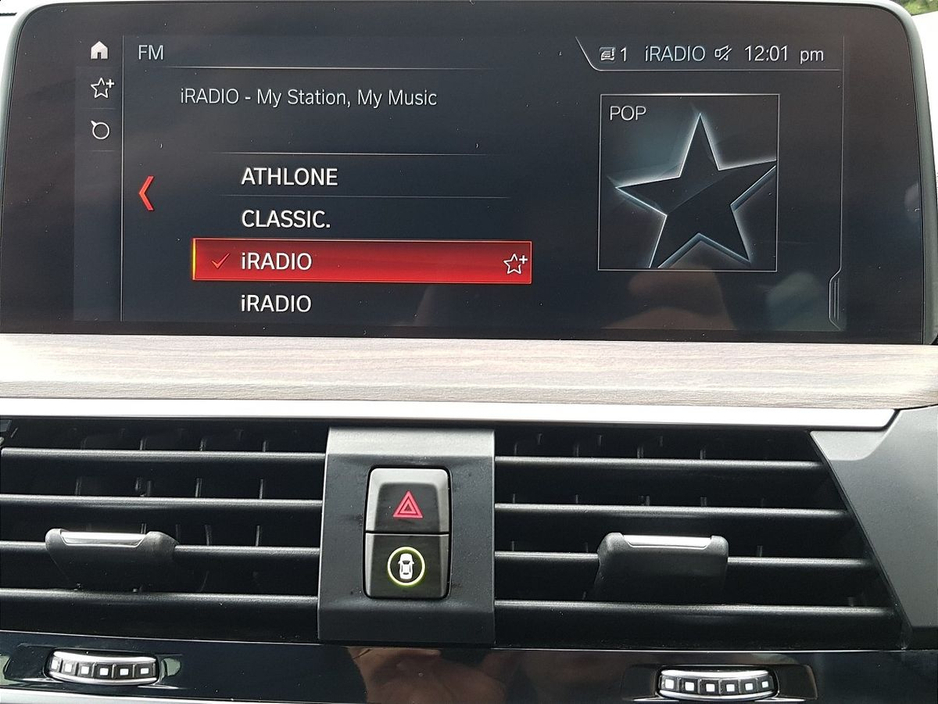 FM
1 iRADIO 12:01 pm
iRADIO - My Station, My Music
POP
ATHLONE
CLASSIC.
iRADIO
iRADIO